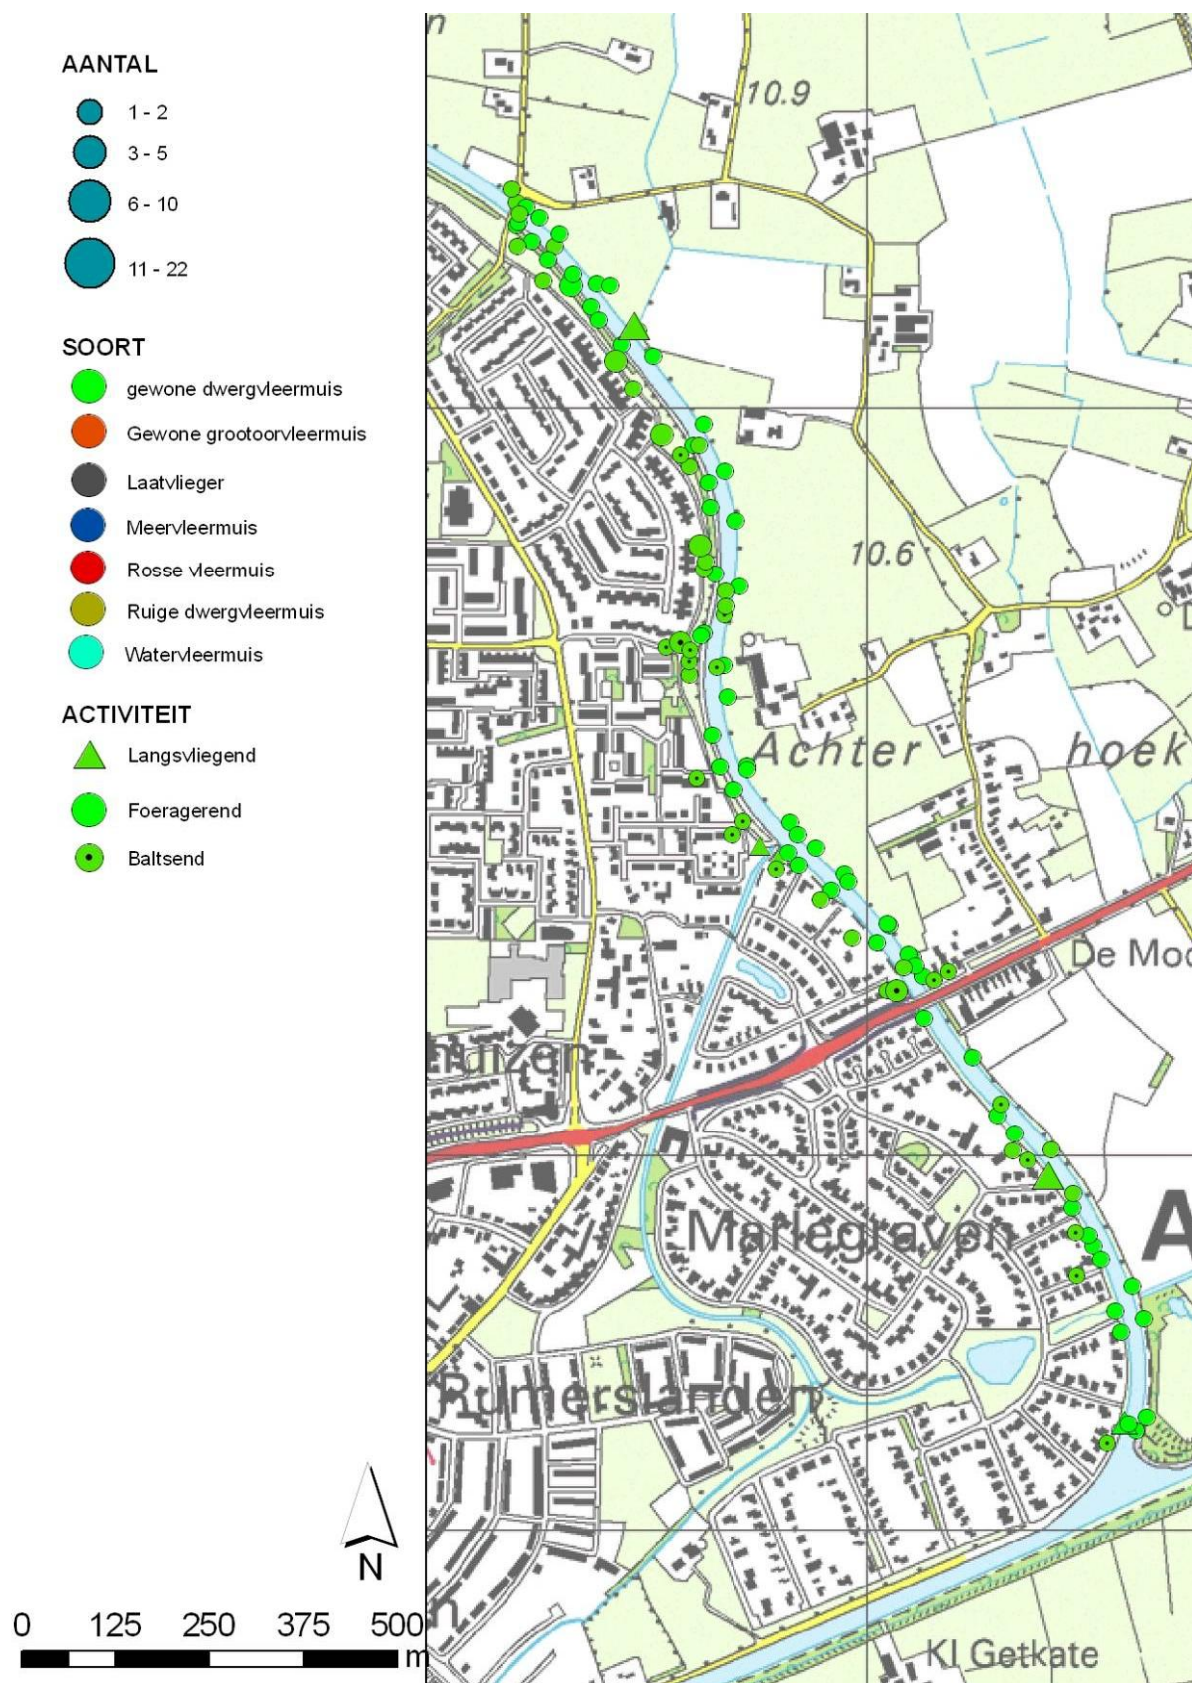 AANTAL
1 - 2
3 - 5
6 - 10
11 - 22
SOORT
gewone dwergvleermuis
Gewone grootoorvleermuis
Laatvlieger
Meervleermuis
Rosse vleermuis
Ruige dwergvleermuis
Watervleermuis
ACTIVITEIT
Langsvliegend
Foeragerend
Baltsend
N
0 125 250 375 500
m
n
10.9
10.6
Achter hoek
De Moo
huizen
Marlegraven
A
Rumerslanden
n
Kl Getkate